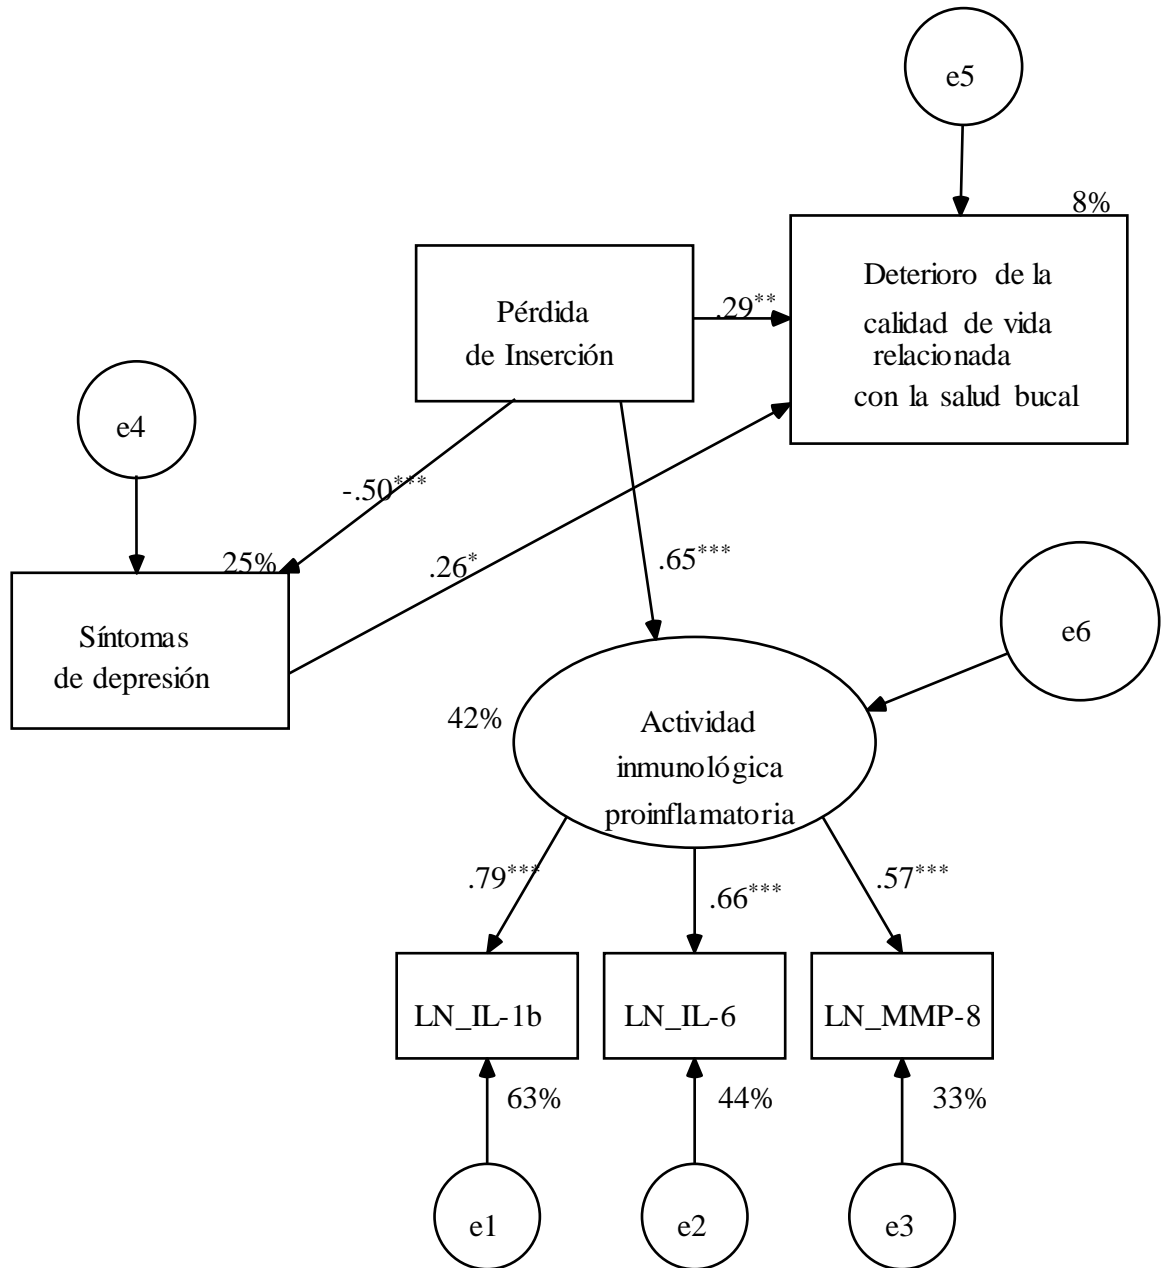 e5
8%
Deterioro de la
calidad de vida
relacionada
con la salud bucal
Pérdida
de Inserción
.29**
e4
-.50***
25%
.26*
.65***
Síntomas
de depresión
e6
42%
Actividad
inmunológica
proinflamatoria
.79***
.66***
.57***
LN_IL-1b
LN_IL-6
LN_MMP-8
63%
44%
33%
e1
e2
e3